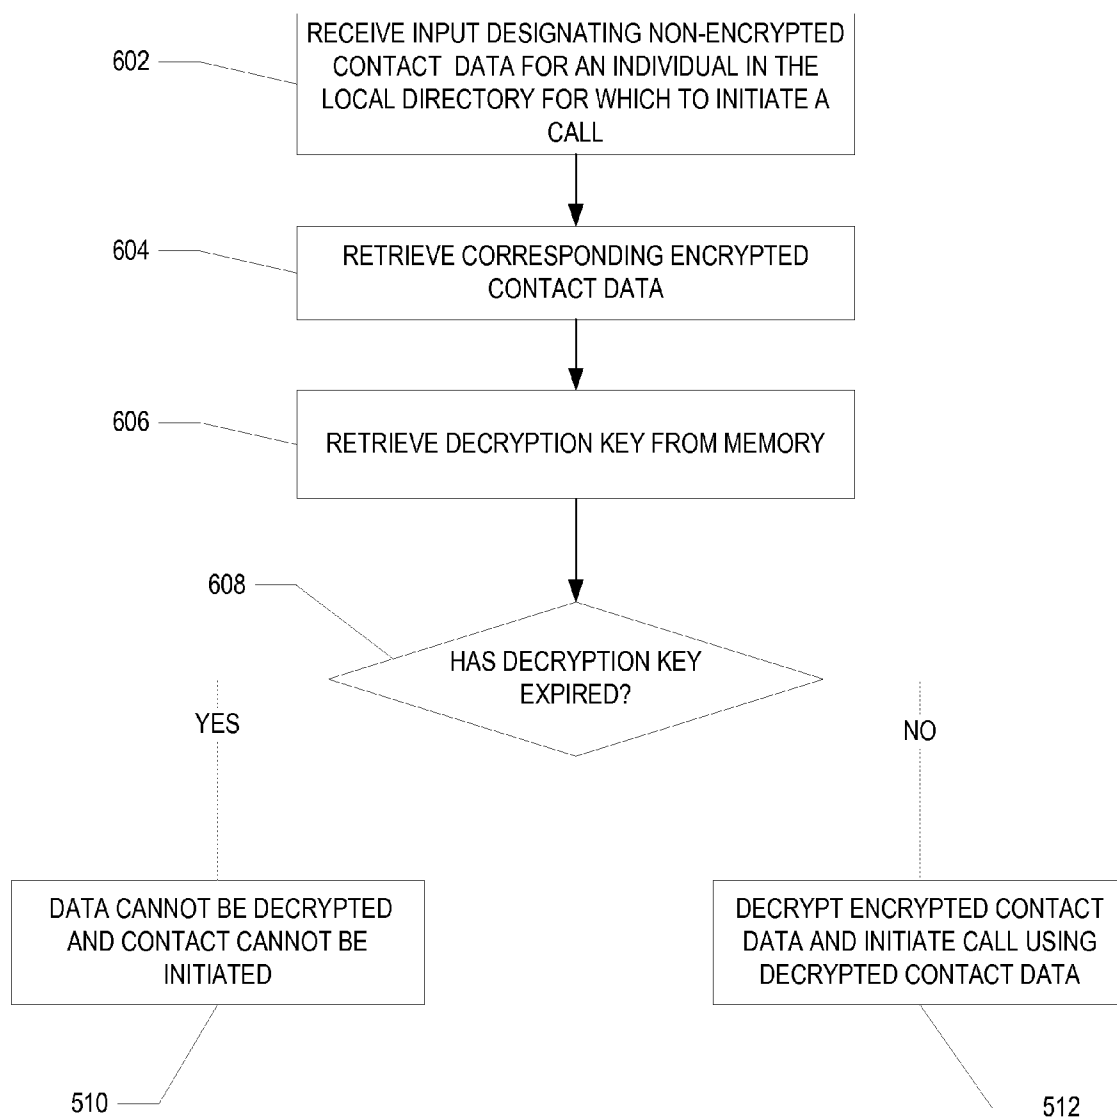 602
RECEIVE INPUT DESIGNATING NON-ENCRYPTED
CONTACT DATA FOR AN INDIVIDUAL IN THE
LOCAL DIRECTORY FOR WHICH TO INITIATE A
CALL
604
RETRIEVE CORRESPONDING ENCRYPTED
CONTACT DATA
606
RETRIEVE DECRYPTION KEY FROM MEMORY
608
HAS DECRYPTION KEY
EXPIRED?
YES
NO
DATA CANNOT BE DECRYPTED
AND CONTACT CANNOT BE
INITIATED
DECRYPT ENCRYPTED CONTACT
DATA AND INITIATE CALL USING
DECRYPTED CONTACT DATA
510
512